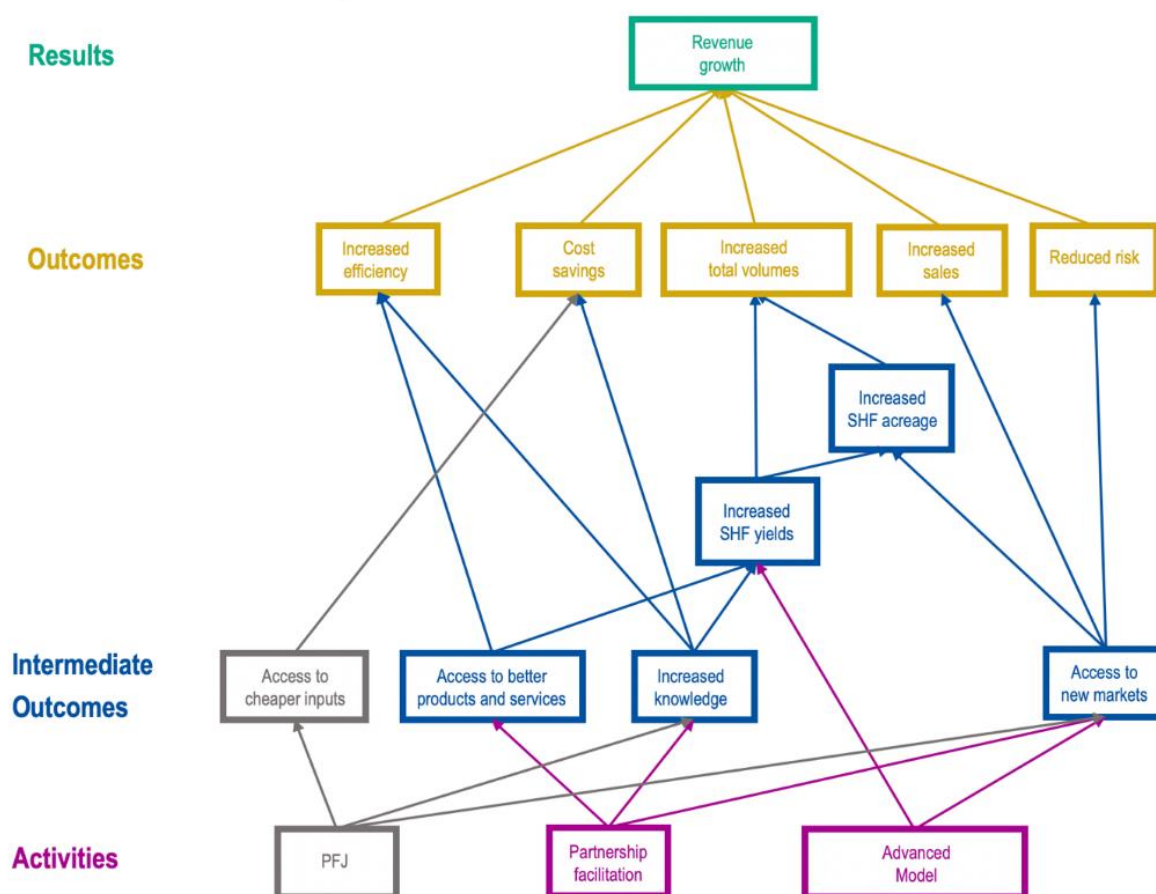 Results
Revenue
growth
Outcomes
Increased
efficiency
Cost
savings
Increased
total volumes
Increased
sales
Reduced risk
Increased
SHF acreage
Increased
SHF yields
Intermediate
Outcomes
Access to
cheaper inputs
Access to better
products and services
Increased
knowledge
Access to
new markets
Activities
PFJ
Partnership
facilitation
Advanced
Model